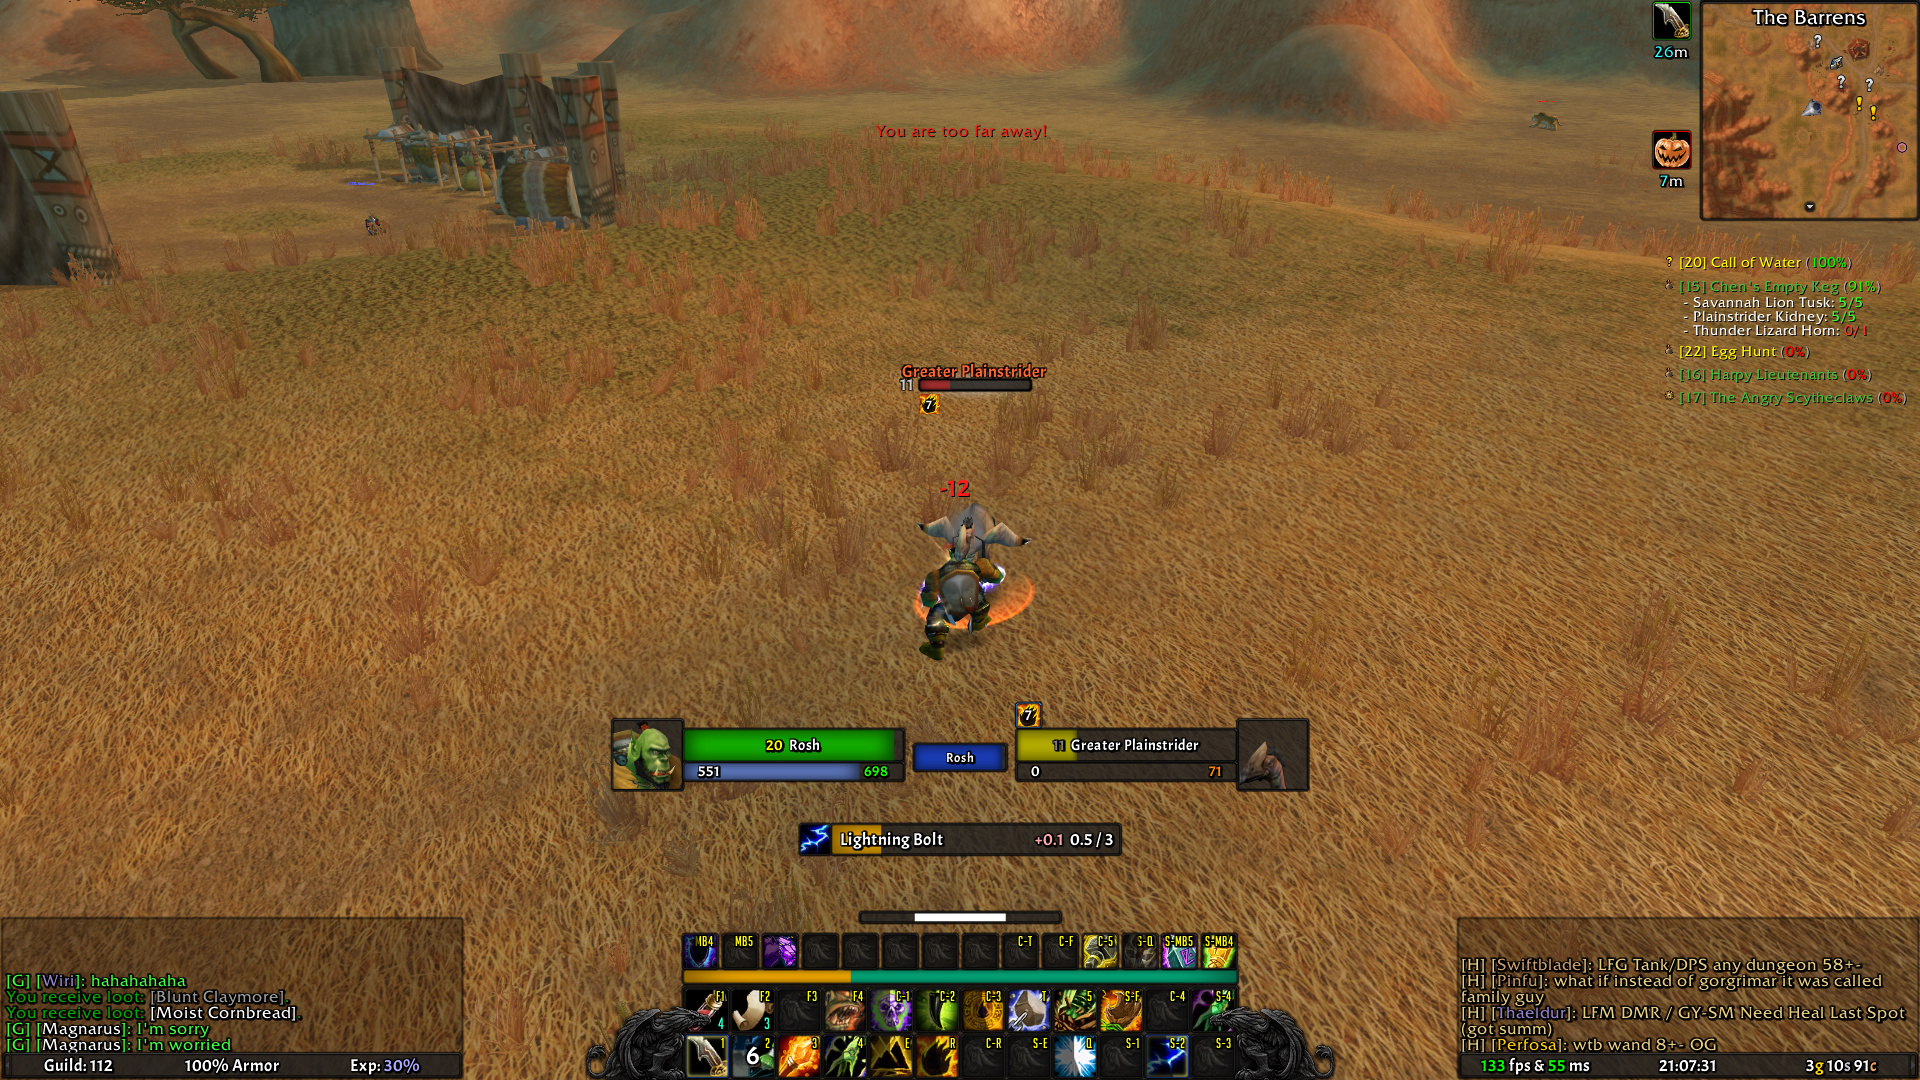 The Barrens
26m
7m
You are too far away!
? [20] Call of Water (100%)
[15] Chen's Empty Keg (91%)
- Savannah Lion Tusk: 5/5
- Plainstrider Kidney: 5/5
- Thunder Lizard Horn: 0/1
[22] Egg Hunt (0%)
[16] Harpy Lieutenants (0%)
[17] The Angry Scytheclaws (0%)
Greater Plainstrider
11
7
-12
7
20 Rosh
551 698
Rosh
11 Greater Plainstrider
0 71
Lightning Bolt +0.1 0.5 / 3
MB4 MB5 C-T C-F C-5 S-Q S-MB5 S-MB4
F1 F2 F3 F4 C-1 C-2 C-3 T 5 S-F C-4 S-4
4 3
1 2 3 4 E R C-R S-E Q S-1 S-2 S-3
6
[G] [Wiri]: hahahahaha
You receive loot: [Blunt Claymore].
You receive loot: [Moist Cornbread].
[G] [Magnarus]: I'm sorry
[G] [Magnarus]: I'm worried
Guild: 112 100% Armor Exp: 30%
[H] [Swiftblade]: LFG Tank/DPS any dungeon 58+-
[H] [Pinfu]: what if instead of gorgrimar it was called
family guy
[H] [Thaeldur]: LFM DMR / GY-SM Need Heal Last Spot
(got summ)
[H] [Perfosa]: wtb wand 8+- OG
133 fps & 55 ms 21:07:31 3g 10s 91c